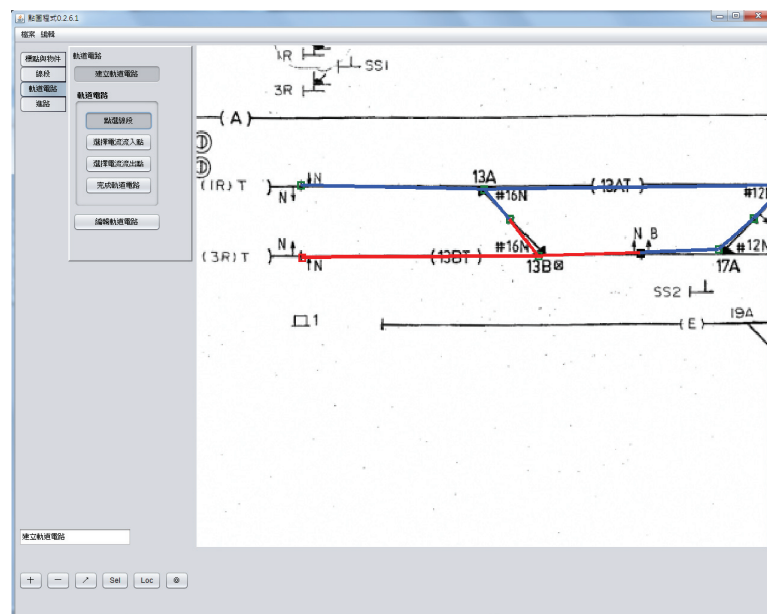 點圖程式0.2.6.1
檔案 編輯
標點與物件
線段
軌道電路
進路
軌道電路
建立軌道電路
軌道電路
點選線段
選擇電流流入點
選擇電流流出點
完成軌道電路
編輯軌道電路
1R
SS1
3R
(A)
(1R)T
N
N
13A
#16N
(13AT)
#12N
(3R)T
N
N
(13BT)
#16N
13B
N B
#12N
17A
SS2
1
(E)
19A
建立軌道電路
+ − ↗ Sel Loc